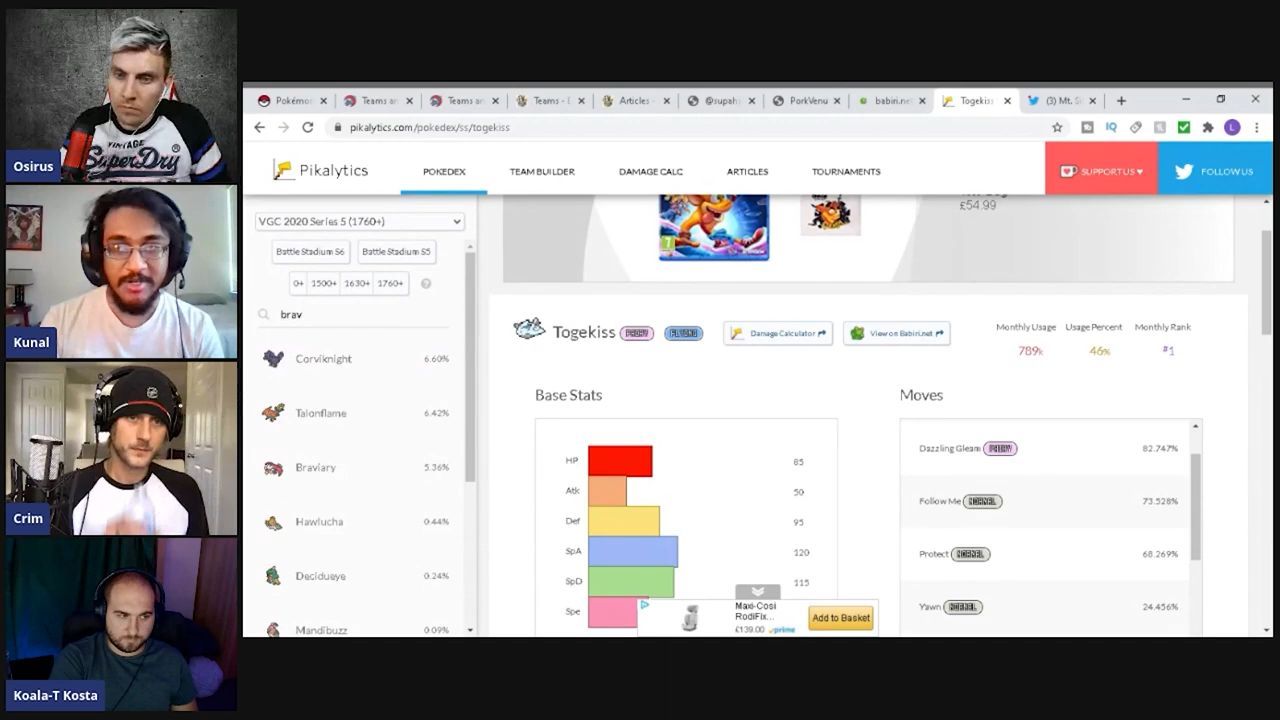 Osirus
VINTAGE
SuperDry
Kunal
Crim
Koala-T Kosta
Pokémon
Teams an
Teams an
Teams - E
Articles -
@supah
PorkVenu
babiri.ne
Togekiss
(3) Mt. Si
pikalytics.com/pokedex/ss/togekiss
L
Pikalytics
POKEDEX
TEAM BUILDER
DAMAGE CALC
ARTICLES
TOURNAMENTS
SUPPORT US ♥
FOLLOW US
VGC 2020 Series 5 (1760+)
Battle Stadium S6
Battle Stadium S5
0+
1500+
1630+
1760+
?
brav
Corviknight 6.60%
Talonflame 6.42%
Braviary 5.36%
Hawlucha 0.44%
Decidueye 0.24%
Mandibuzz 0.09%
£54.99
7
Togekiss FAIRY FLYING
Damage Calculator
View on Babiri.net
Monthly Usage
789k
Usage Percent
46%
Monthly Rank
#1
Base Stats
HP 85
Atk 50
Def 95
SpA 120
SpD 115
Spe
Moves
Dazzling Gleam FAIRY 82.747%
Follow Me NORMAL 73.528%
Protect NORMAL 68.269%
Yawn NORMAL 24.456%
Maxi-Cosi
RodiFix...
£139.00 prime
Add to Basket